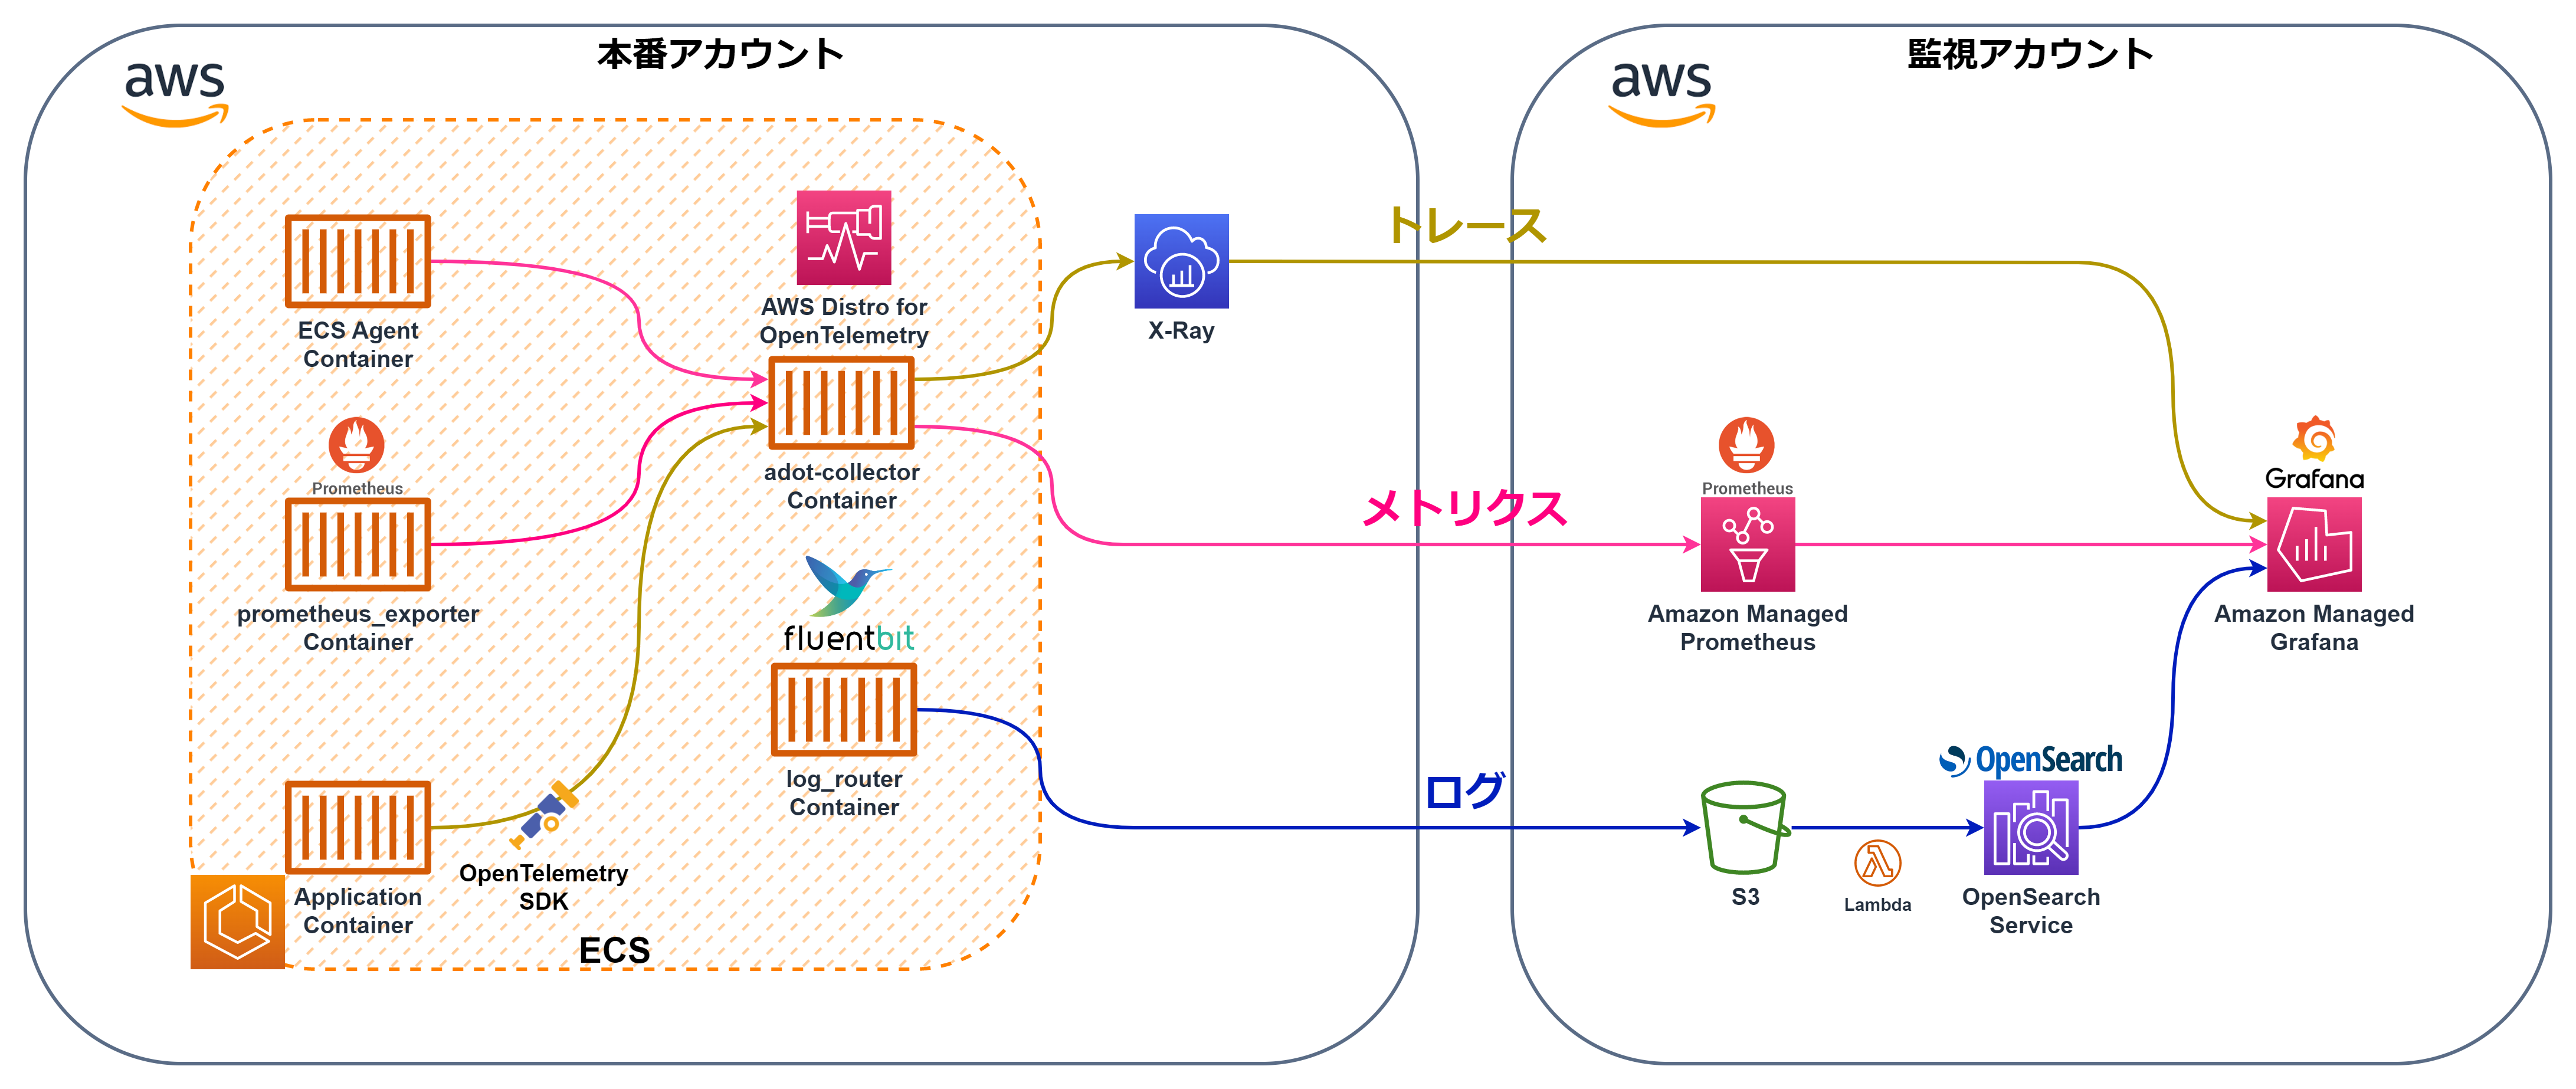 本番アカウント
aws
AWS Distro for
OpenTelemetry
ECS Agent
Container
adot-collector
Container
Prometheus
prometheus_exporter
Container
fluentbit
log_router
Container
Application
Container
OpenTelemetry
SDK
ECS
X-Ray
トレース
メトリクス
ログ
監視アカウント
aws
Prometheus
Amazon Managed
Prometheus
Grafana
Amazon Managed
Grafana
S3
Lambda
OpenSearch
OpenSearch
Service